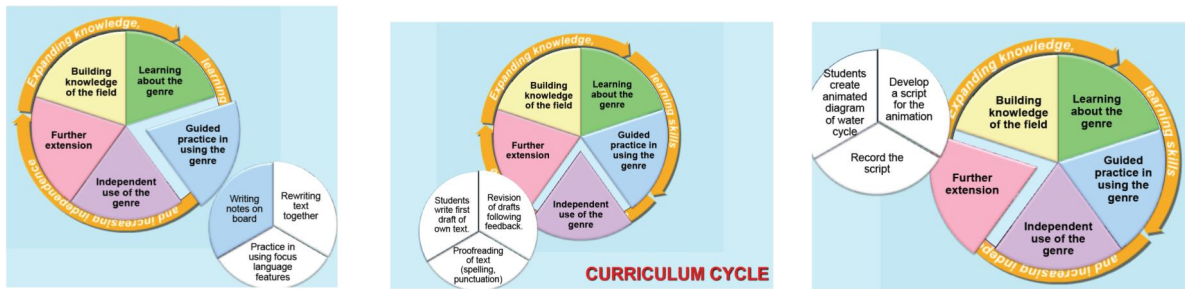 Expanding knowledge,
learning
and increasing independence
Building
knowledge
of the field
Learning
about the
genre
Further
extension
Guided
practice in
using the
genre
Independent
use of the
genre
Writing
notes on
board
Rewriting
text
together
Practice in
using focus
language
features
Expanding knowledge,
learning skills
Building
knowledge
of the field
Learning
about the
genre
Further
extension
Guided
practice in
using the
genre
Independent
use of the
genre
Students
write first
draft of
own text.
Revision
of drafts
following
feedback.
Proofreading
of text
(spelling,
punctuation)
CURRICULUM CYCLE
Expanding knowledge,
learning skills
and increasing
Building
knowledge
of the field
Learning
about the
genre
Further
extension
Guided
practice in
using the
genre
Independent
use of the
genre
Students
create
animated
diagram
of water
cycle
Develop
a script
for the
animation
Record the
script